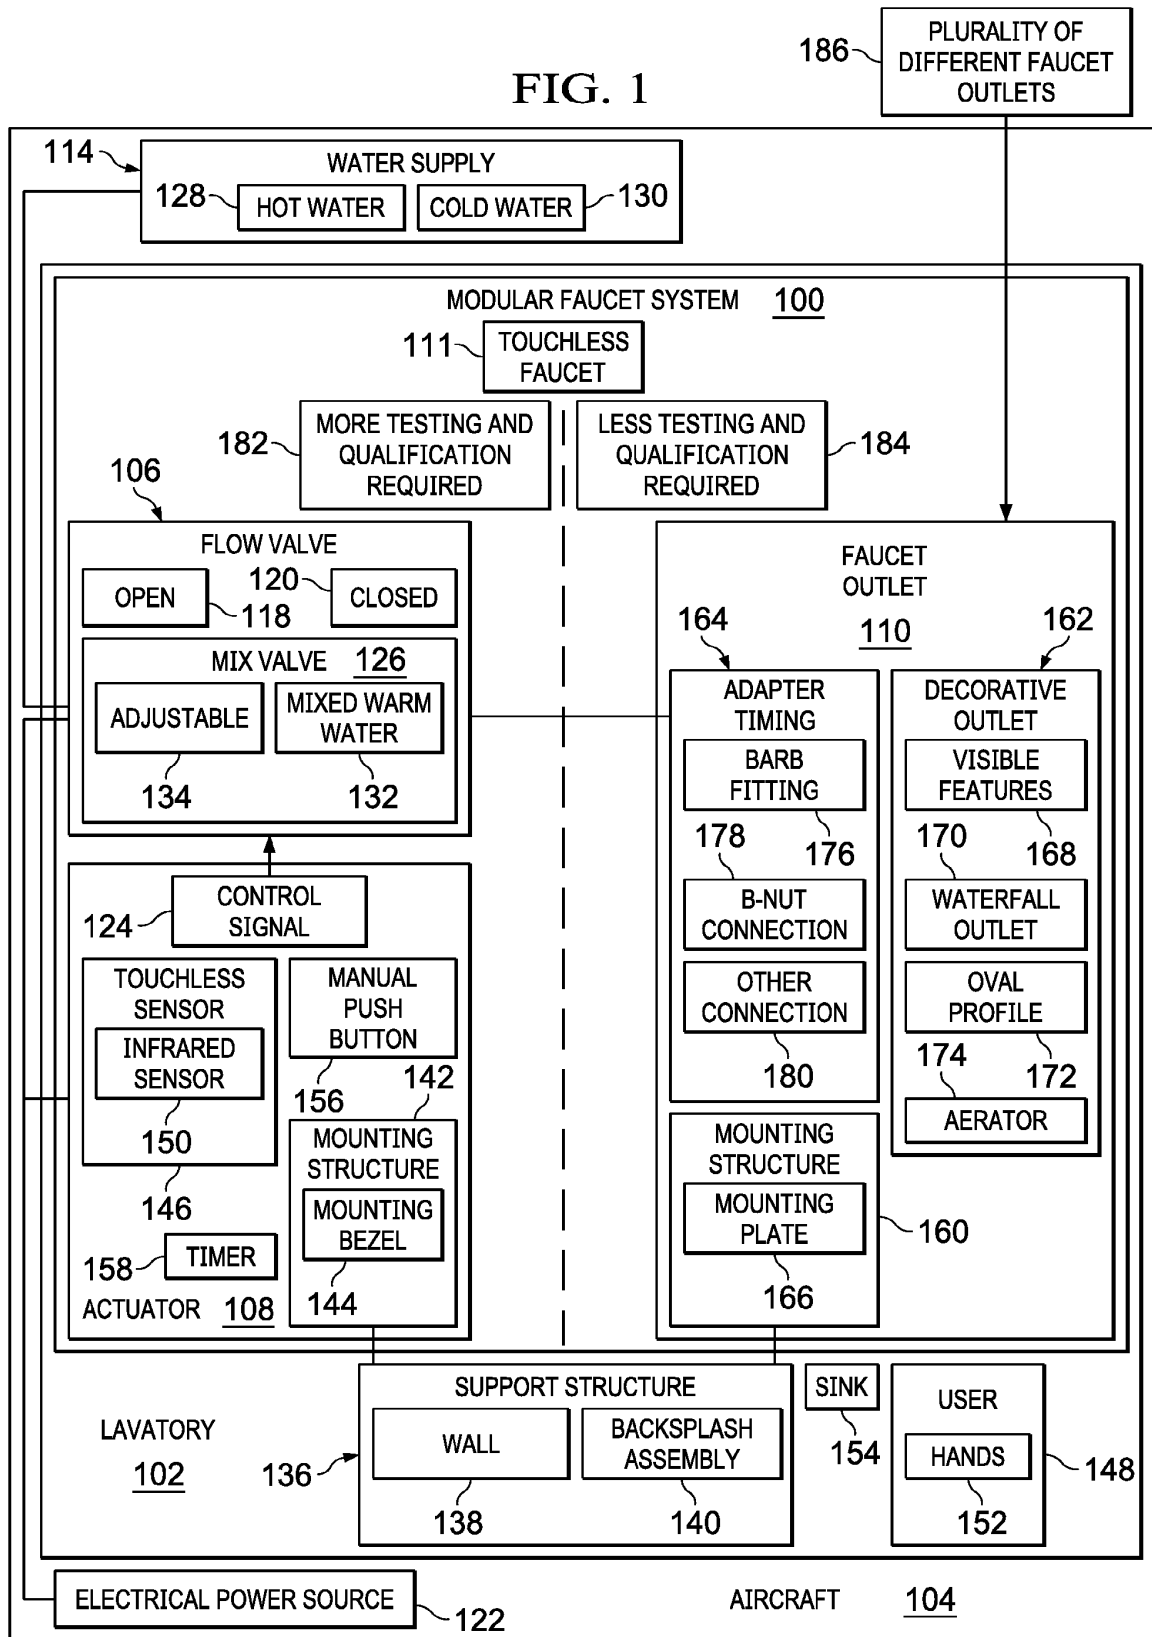 PLURALITY OF
DIFFERENT FAUCET
OUTLETS
186
FIG. 1
114
WATER SUPPLY
128
HOT WATER
COLD WATER
130
MODULAR FAUCET SYSTEM 100
111
TOUCHLESS
FAUCET
182
MORE TESTING AND
QUALIFICATION
REQUIRED
LESS TESTING AND
QUALIFICATION
REQUIRED
184
106
FLOW VALVE
OPEN
118
120
CLOSED
MIX VALVE 126
ADJUSTABLE
134
MIXED WARM
WATER
132
CONTROL
SIGNAL
124
TOUCHLESS
SENSOR
INFRARED
SENSOR
150
146
MANUAL
PUSH
BUTTON
156
142
MOUNTING
STRUCTURE
MOUNTING
BEZEL
144
158
TIMER
ACTUATOR 108
FAUCET
OUTLET
110
164
ADAPTER
TIMING
BARB
FITTING
176
178
B-NUT
CONNECTION
OTHER
CONNECTION
180
162
DECORATIVE
OUTLET
VISIBLE
FEATURES
168
170
WATERFALL
OUTLET
OVAL
PROFILE
172
174
AERATOR
MOUNTING
STRUCTURE
MOUNTING
PLATE
166
160
LAVATORY
102
SUPPORT STRUCTURE
136
WALL
138
BACKSPLASH
ASSEMBLY
140
SINK
154
USER
HANDS
152
148
ELECTRICAL POWER SOURCE
122
AIRCRAFT 104